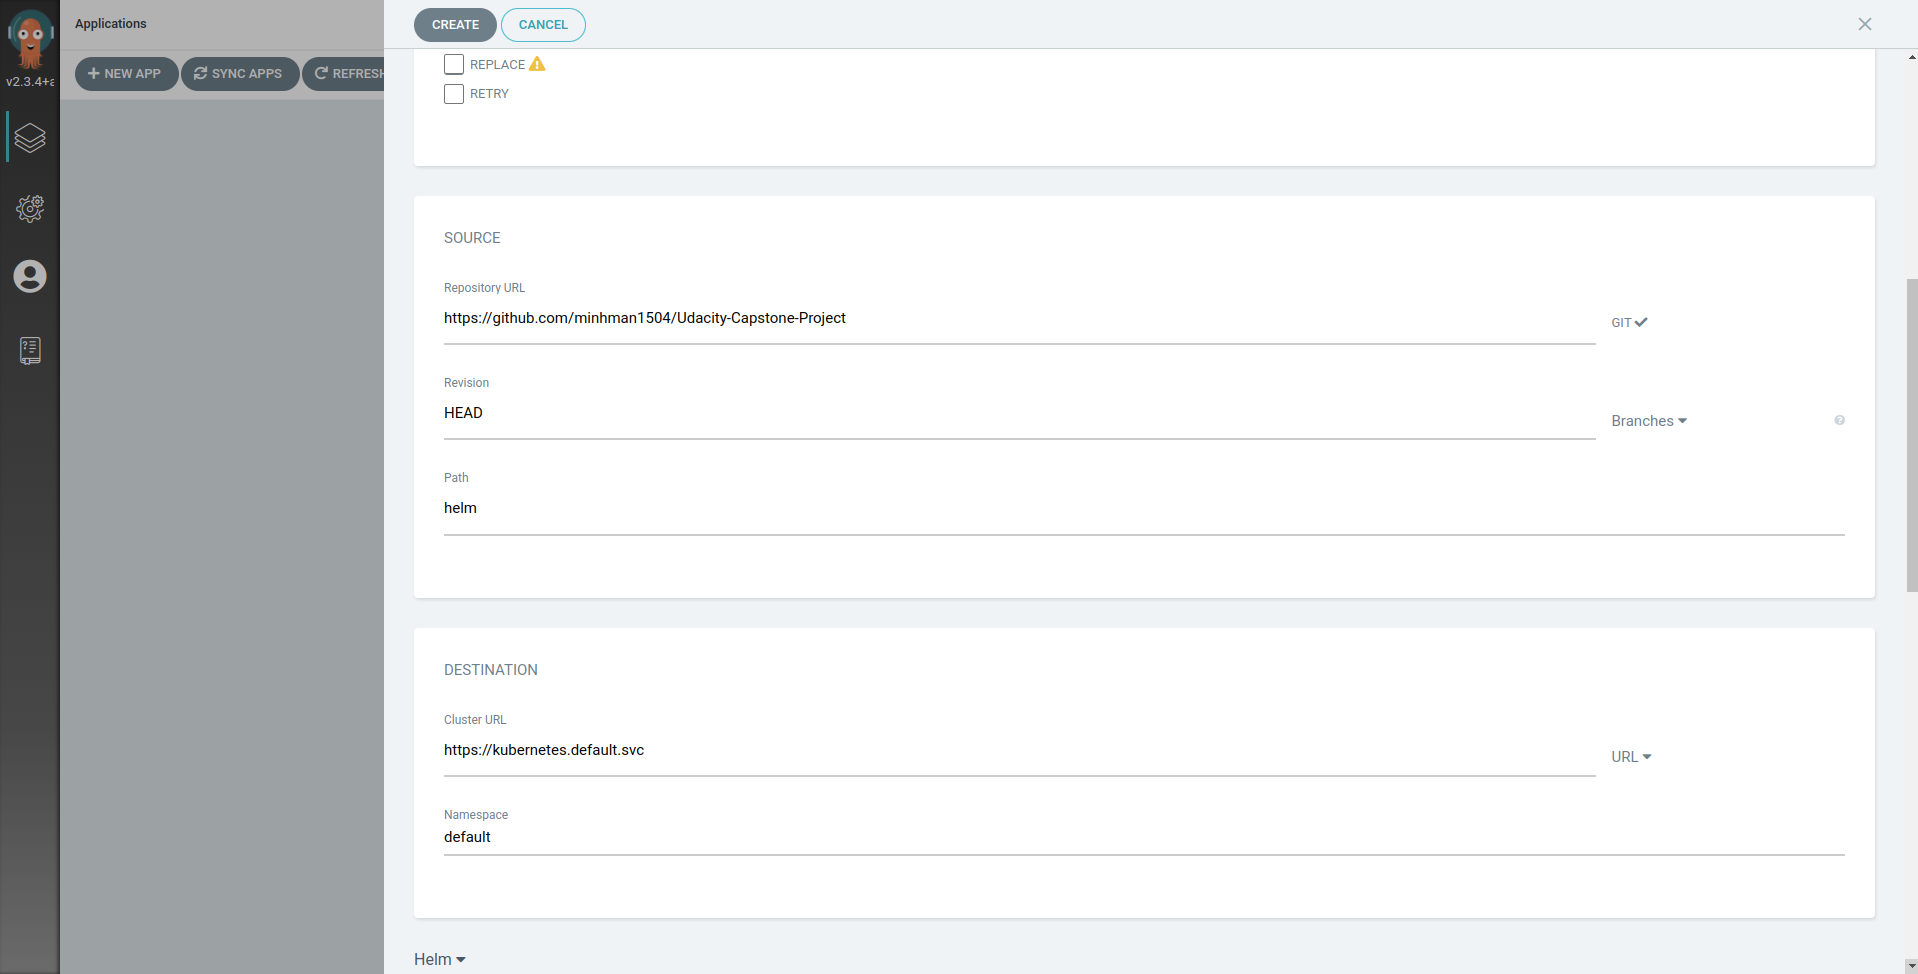 Applications
v2.3.4+a
NEW APP
SYNC APPS
REFRESH
CREATE
CANCEL
REPLACE
RETRY
SOURCE
Repository URL
https://github.com/minhman1504/Udacity-Capstone-Project
GIT
Revision
HEAD
Branches
Path
helm
DESTINATION
Cluster URL
https://kubernetes.default.svc
URL
Namespace
default
Helm